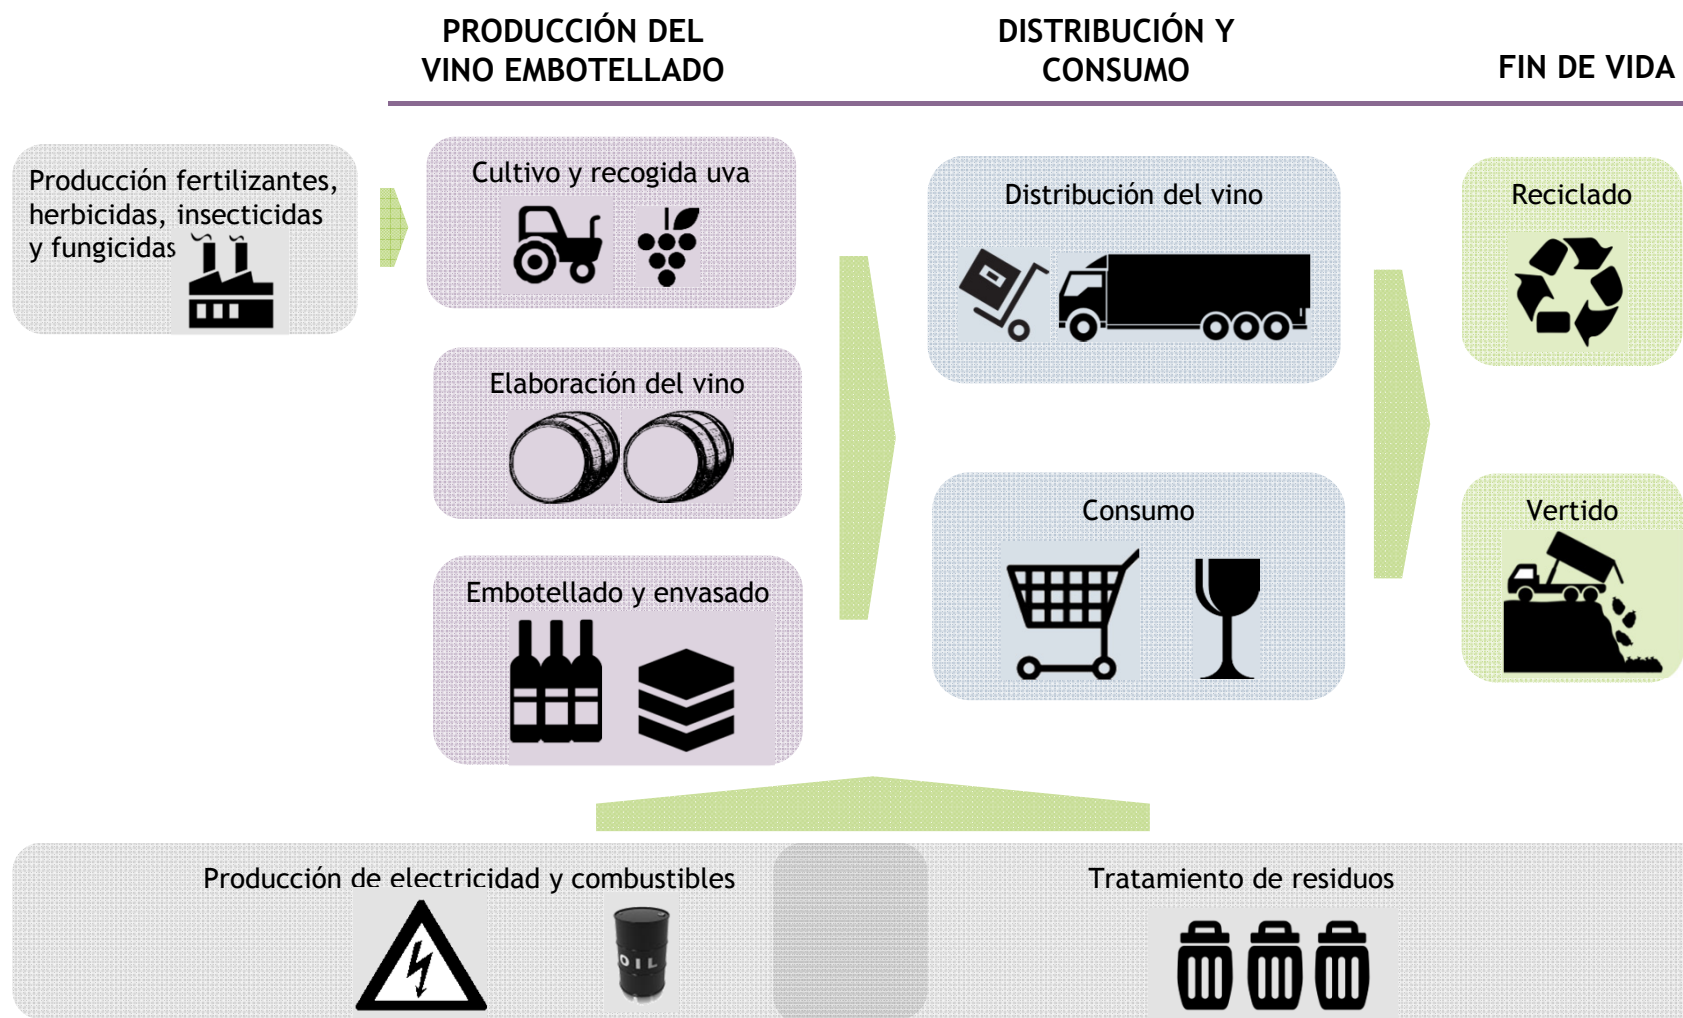 PRODUCCIÓN DEL
VINO EMBOTELLADO
DISTRIBUCIÓN Y
CONSUMO
FIN DE VIDA
Producción fertilizantes,
herbicidas, insecticidas
y fungicidas
Cultivo y recogida uva
Elaboración del vino
Embotellado y envasado
Distribución del vino
Consumo
Reciclado
Vertido
Producción de electricidad y combustibles
OIL
Tratamiento de residuos